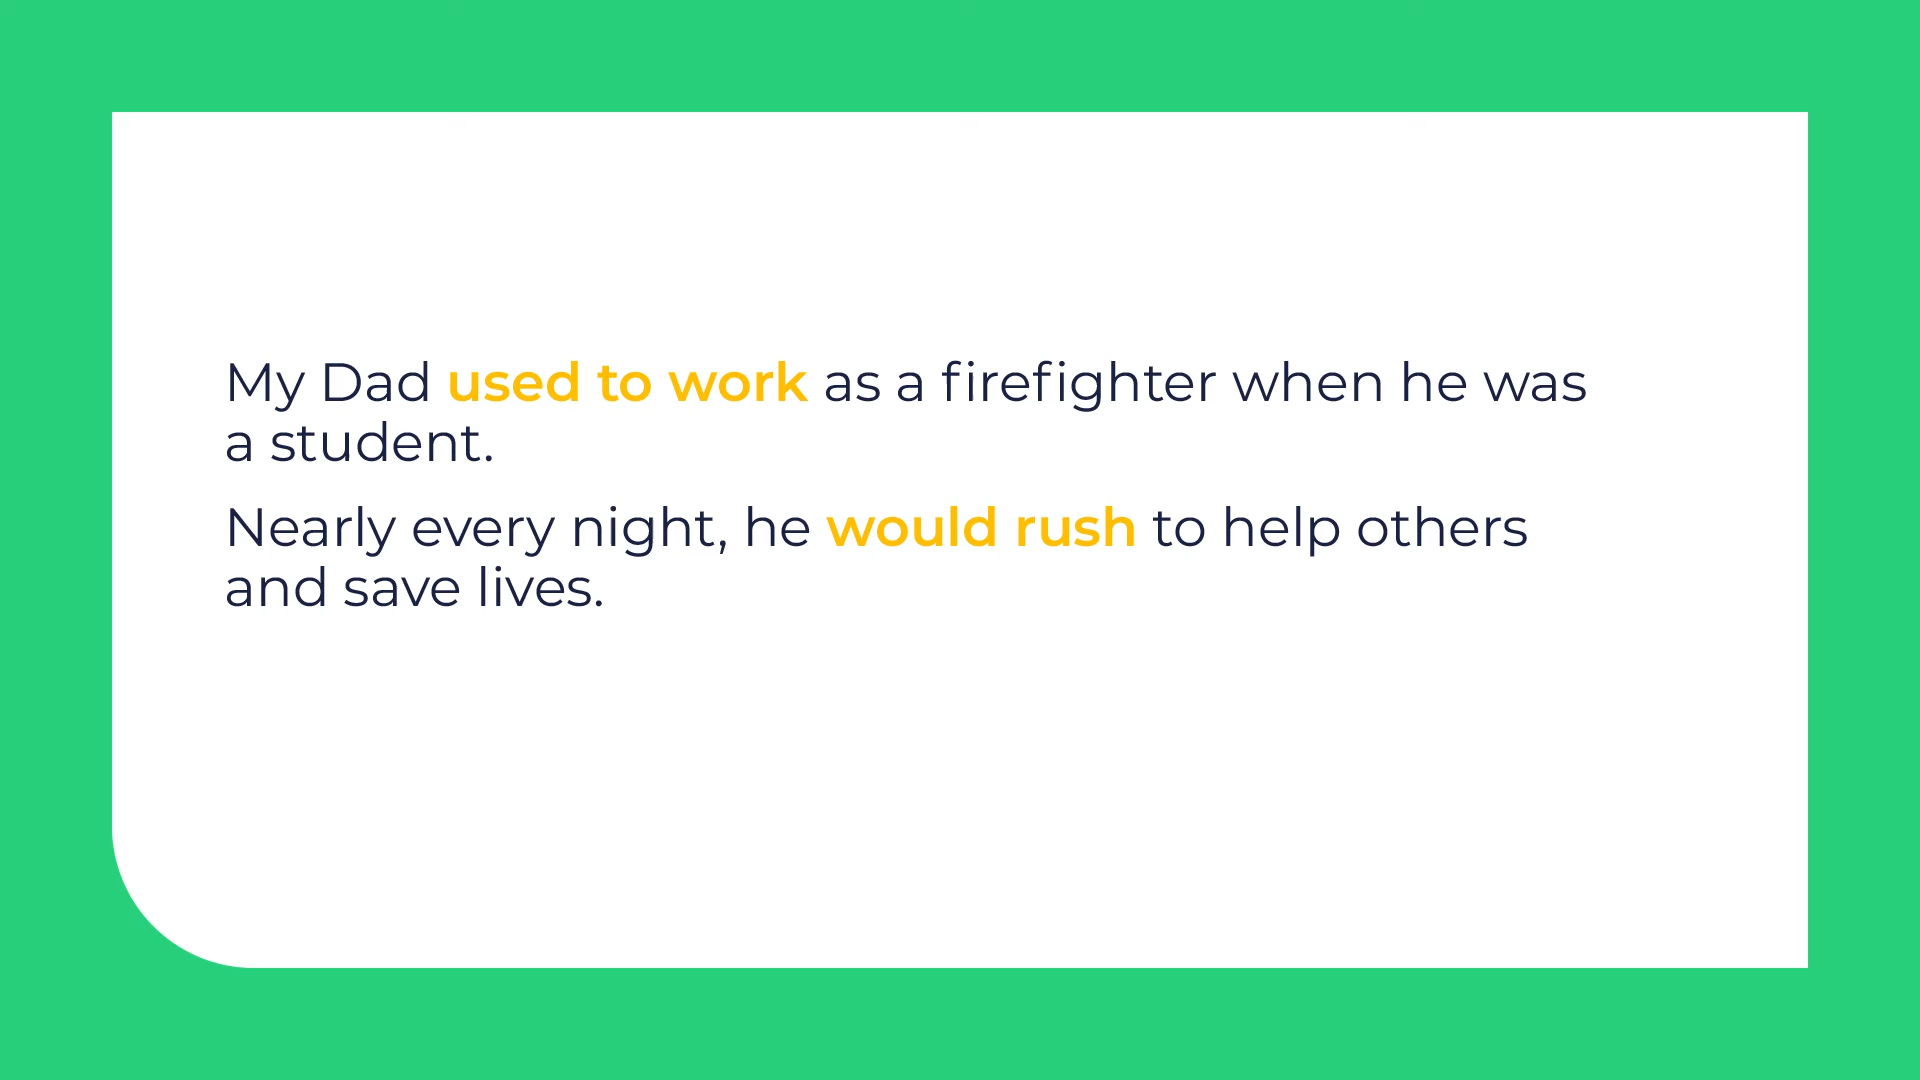 My Dad used to work as a firefighter when he was
a student.
Nearly every night, he would rush to help others
and save lives.